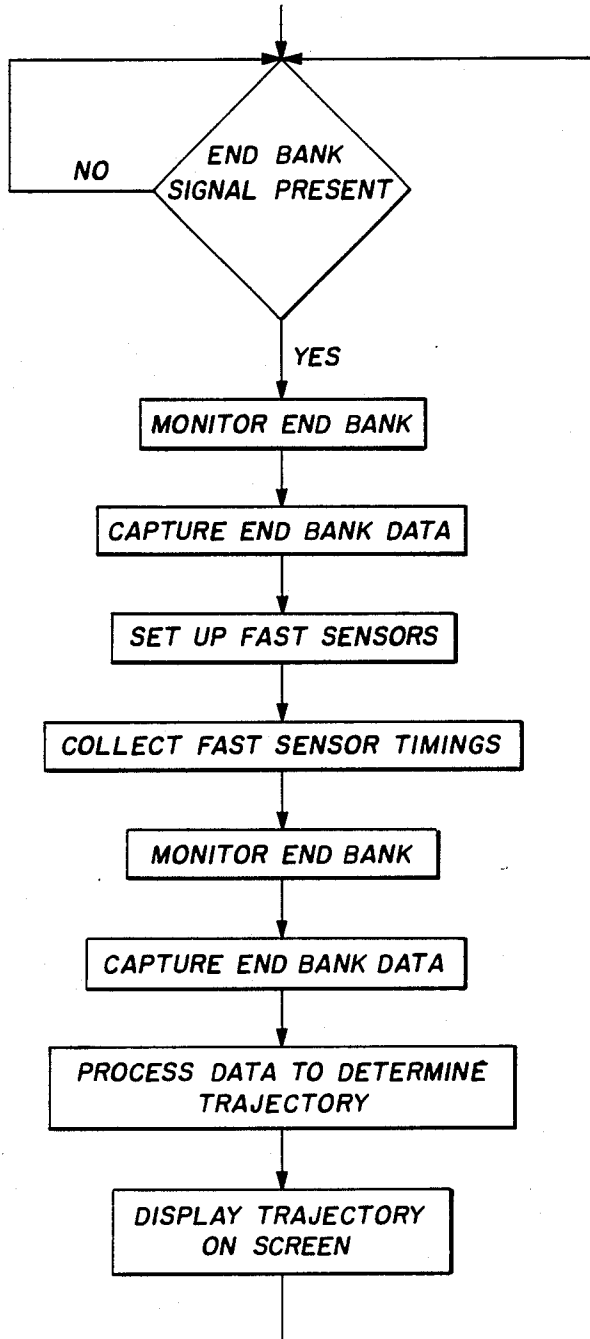 END BANK
SIGNAL PRESENT
NO
YES
MONITOR END BANK
CAPTURE END BANK DATA
SET UP FAST SENSORS
COLLECT FAST SENSOR TIMINGS
MONITOR END BANK
CAPTURE END BANK DATA
PROCESS DATA TO DETERMINE
TRAJECTORY
DISPLAY TRAJECTORY
ON SCREEN